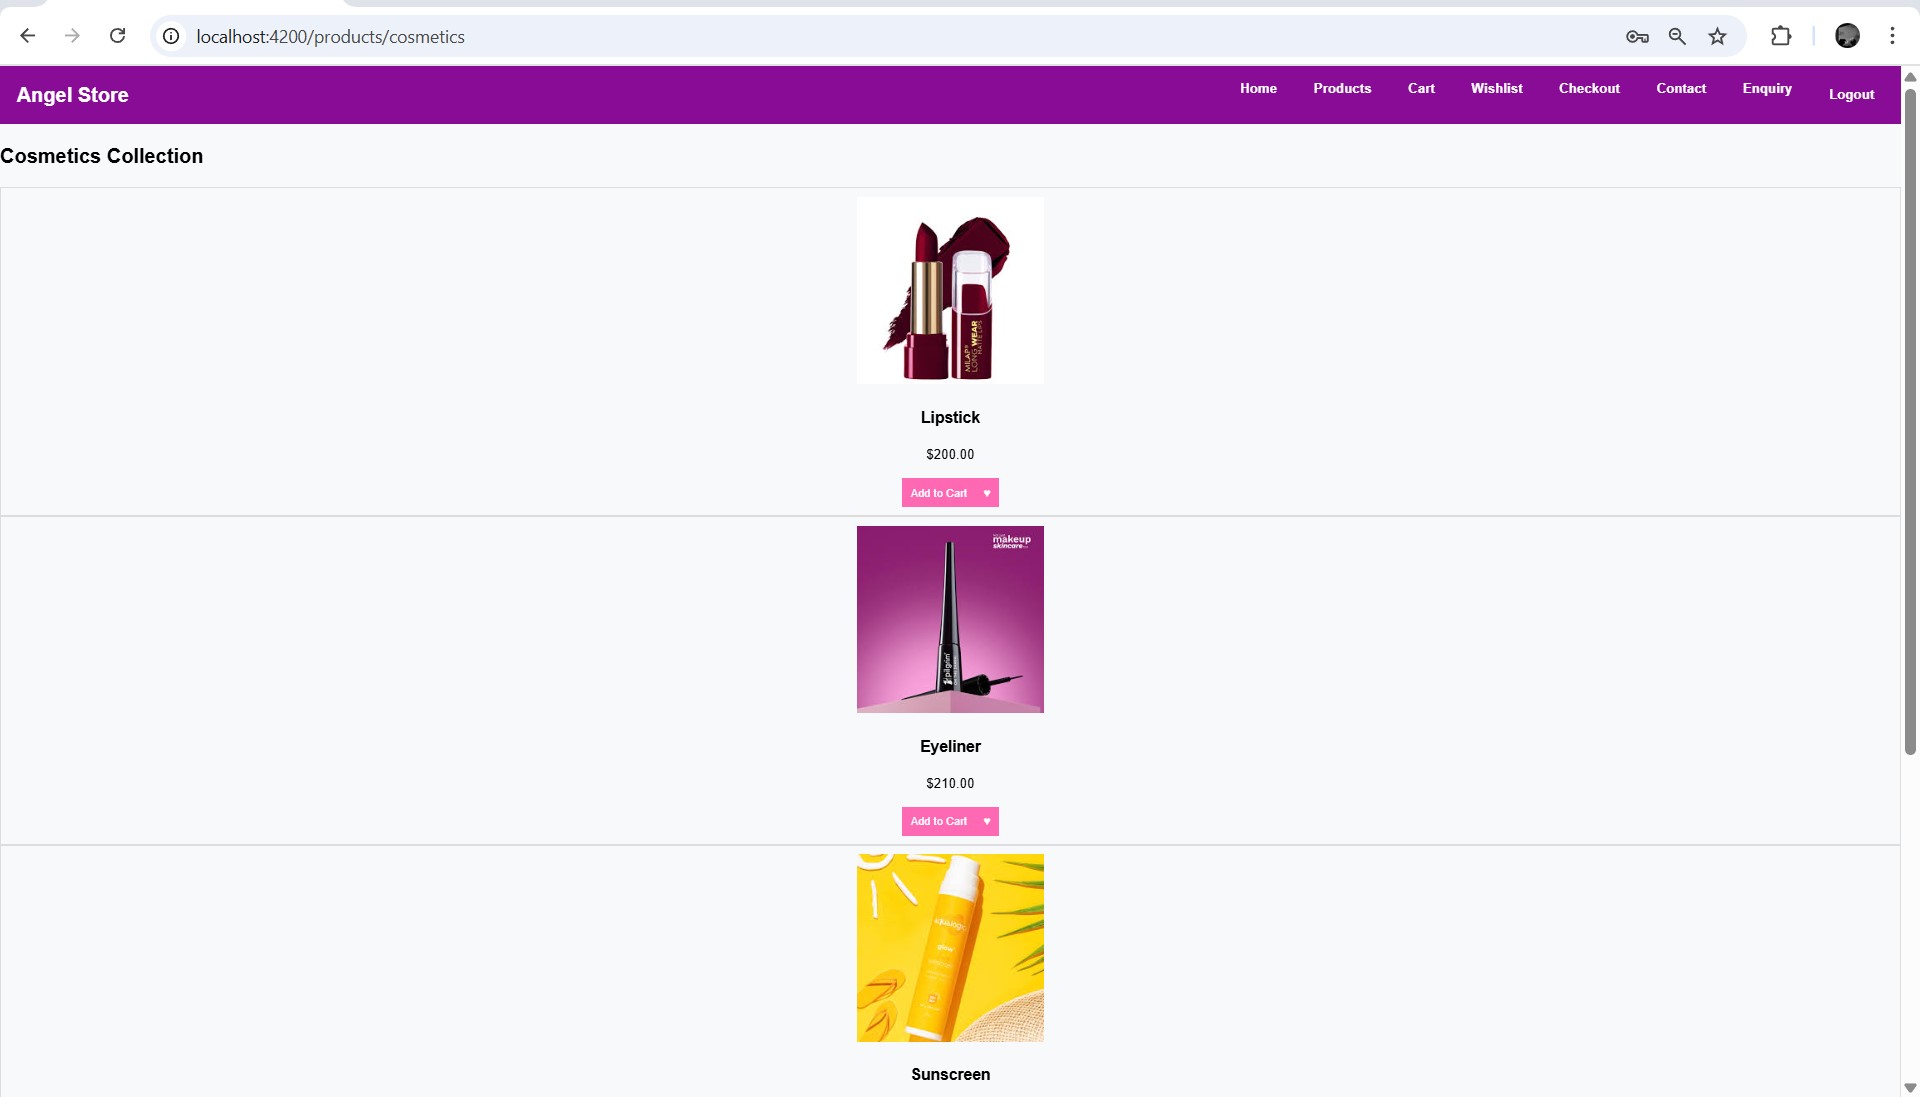 localhost:4200/products/cosmetics
Angel Store
Home Products Cart Wishlist Checkout Contact Enquiry Logout
Cosmetics Collection
MILAP
LONG WEAR
MATTE LIPS
Lipstick
$200.00
Add to Cart ♥
makeup
skincare
pilgrim
Eyeliner
$210.00
Add to Cart ♥
glow
Sunscreen